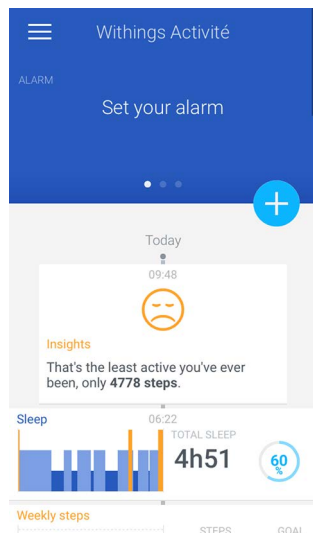 Withings Activité
ALARM
Set your alarm
Today
09:48
Insights
That's the least active you've ever
been, only 4778 steps.
Sleep
06:22
TOTAL SLEEP
4h51
60
%
Weekly steps
STEPS
GOAL